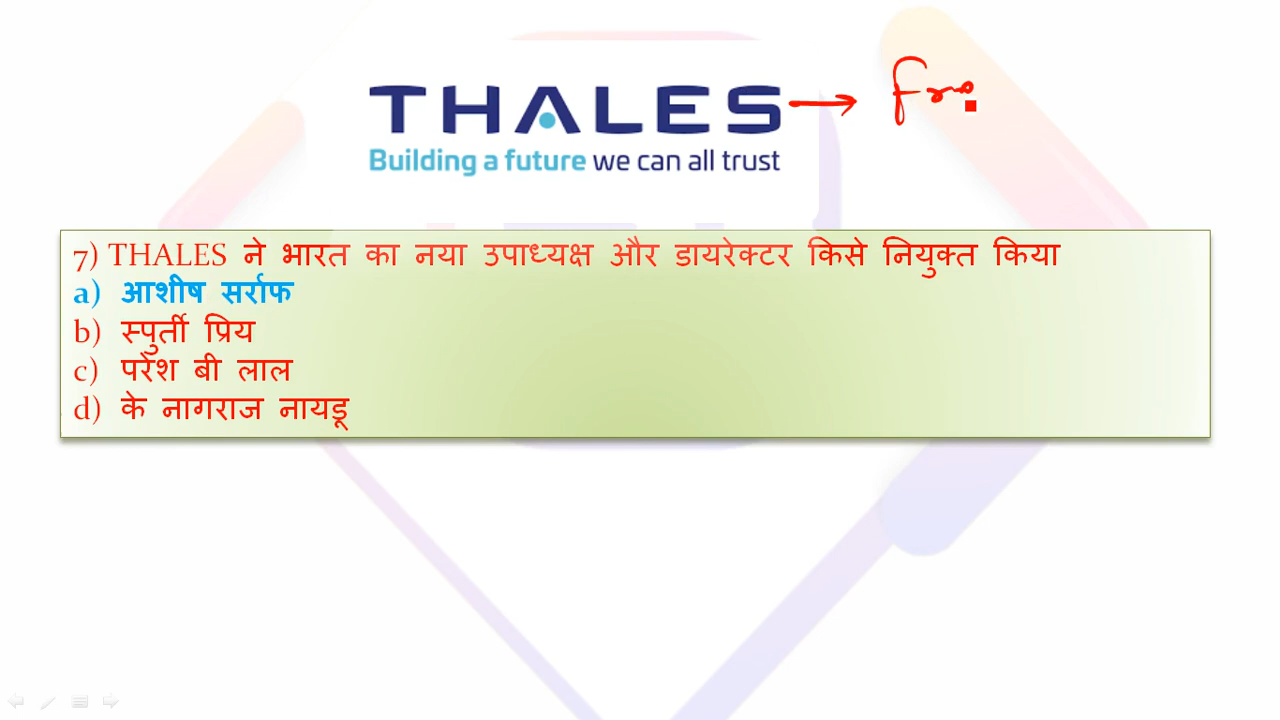 THALES
Building a future we can all trust
7) THALES ने भारत का नया उपाध्यक्ष और डायरेक्टर किसे नियुक्त किया
a) आशीष सर्राफ
b) स्पुर्ती प्रिय
c) परेश बी लाल
d) के नागराज नायडू